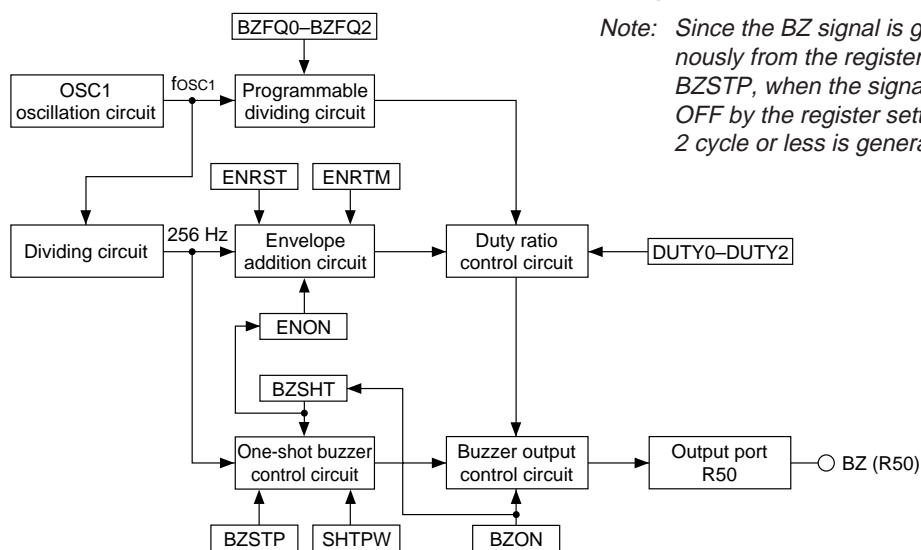 BZFQ0–BZFQ2
Note: Since the BZ signal is g
nously from the register
BZSTP, when the signa
OFF by the register sett
2 cycle or less is genera
OSC1
oscillation circuit
fOSC1
Programmable
dividing circuit
ENRST
ENRTM
Dividing circuit
256 Hz
Envelope
addition circuit
Duty ratio
control circuit
DUTY0–DUTY2
ENON
BZSHT
One-shot buzzer
control circuit
Buzzer output
control circuit
Output port
R50
BZ (R50)
BZSTP
SHTPW
BZON